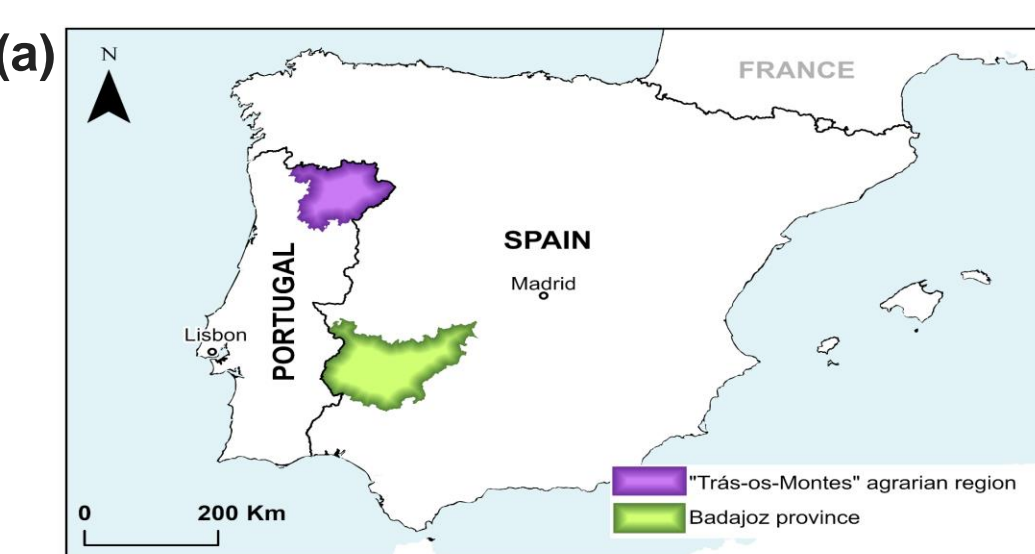 (a)
N
FRANCE
SPAIN
Madrid
PORTUGAL
Lisbon
"Trás-os-Montes" agrarian region
Badajoz province
0 200 Km